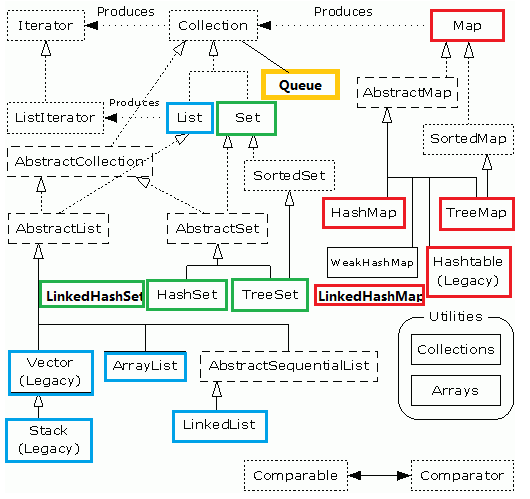 Iterator
Produces
Collection
Produces
Map
Queue
AbstractMap
ListIterator
Produces
List
Set
SortedMap
AbstractCollection
SortedSet
AbstractList
AbstractSet
HashMap
TreeMap
WeakHashMap
Hashtable
(Legacy)
LinkedHashSet
HashSet
TreeSet
LinkedHashMap
Utilities
Collections
Arrays
Vector
(Legacy)
ArrayList
AbstractSequentialList
Stack
(Legacy)
LinkedList
Comparable
Comparator